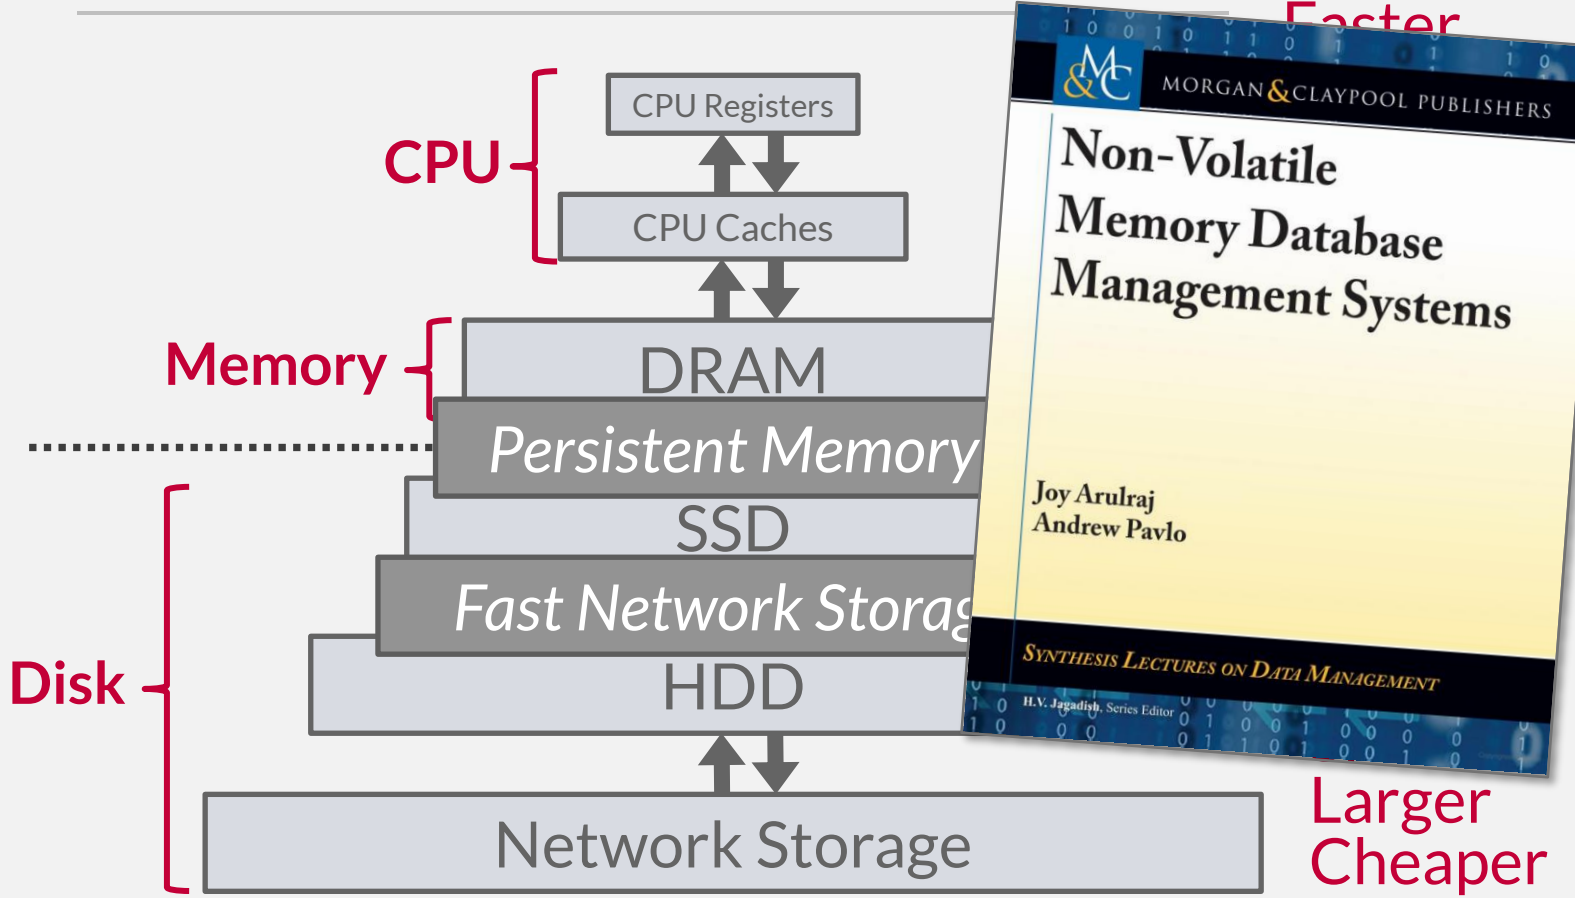 Faster
CPU Registers
CPU
CPU Caches
Memory
DRAM
Persistent Memory
SSD
Fast Network Storag
Disk
HDD
Network Storage
M&C MORGAN & CLAYPOOL PUBLISHERS
Non-Volatile
Memory Database
Management Systems
Joy Arulraj
Andrew Pavlo
SYNTHESIS LECTURES ON DATA MANAGEMENT
H.V. Jagadish, Series Editor
Larger
Cheaper